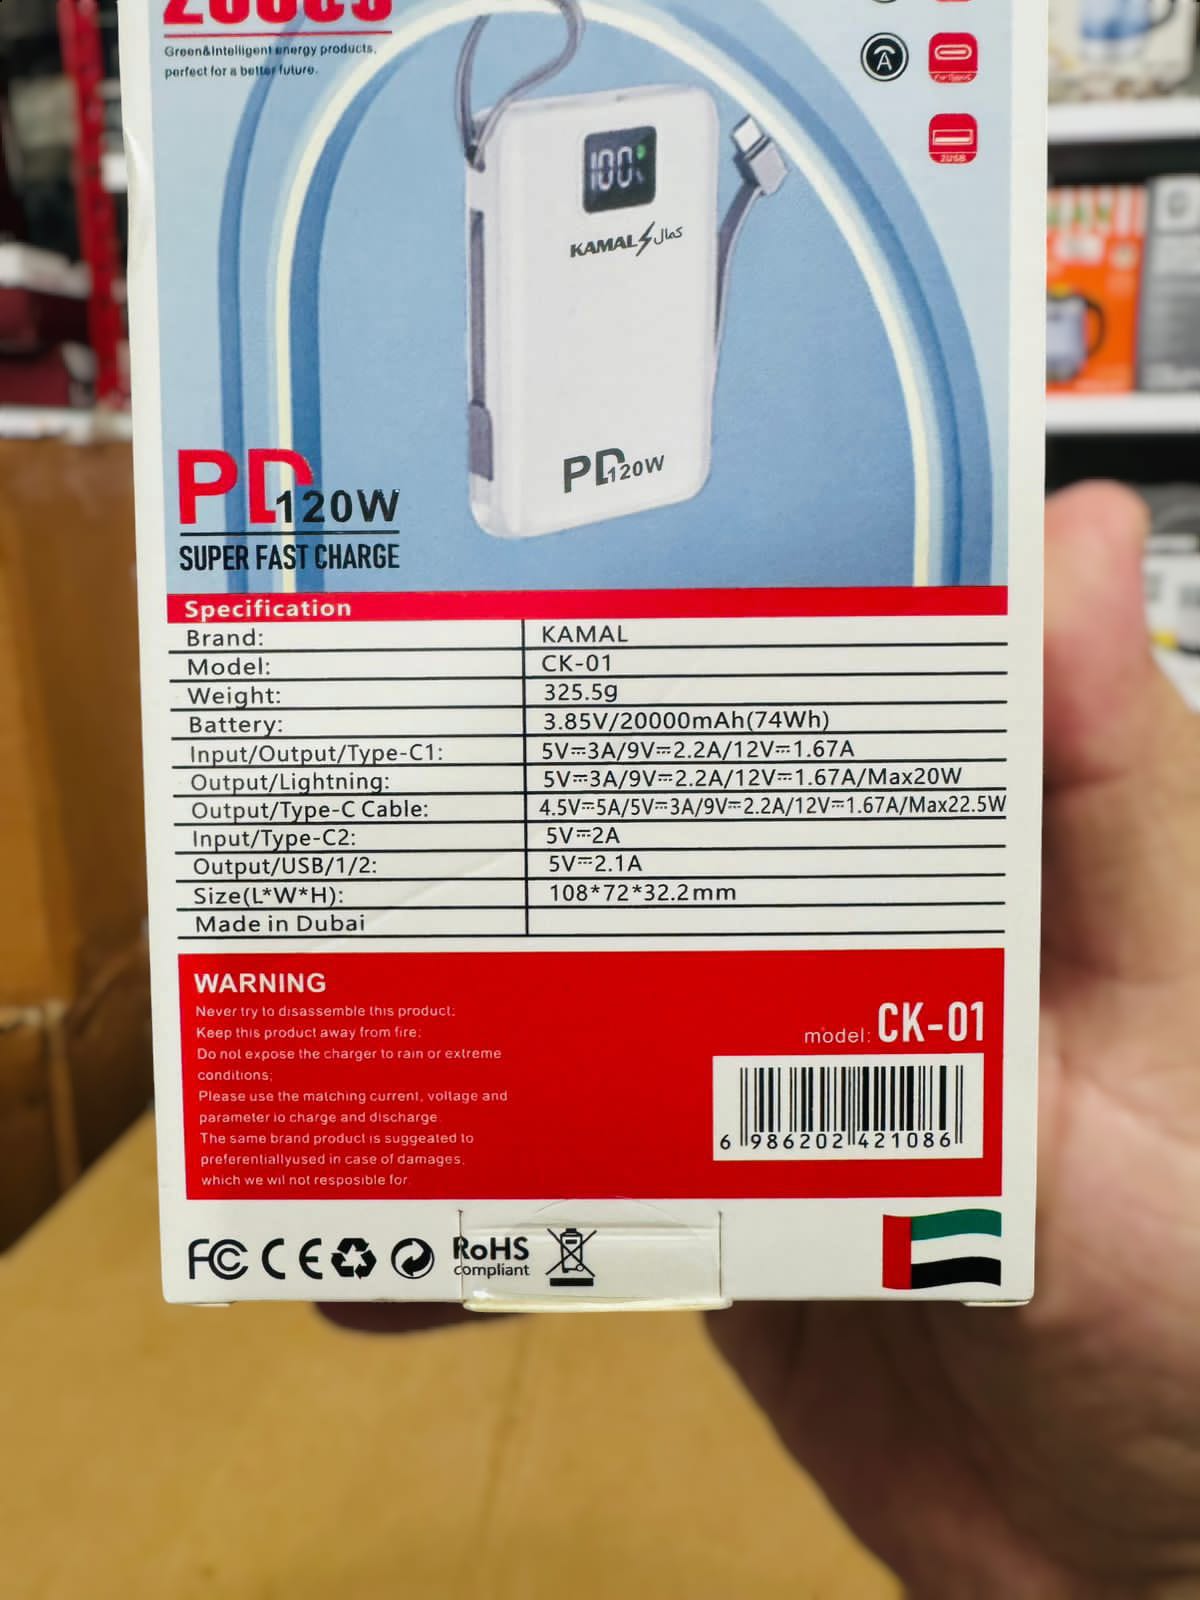 Green&Intelligent energy products,
perfect for a better future.
A
For Type-C
2USB
100%
KAMAL كمال
PD120W
PD120W
SUPER FAST CHARGE
Specification
Brand: KAMAL
Model: CK-01
Weight: 325.5g
Battery: 3.85V/20000mAh(74Wh)
Input/Output/Type-C1: 5V⎓3A/9V⎓2.2A/12V⎓1.67A
Output/Lightning: 5V⎓3A/9V⎓2.2A/12V⎓1.67A/Max20W
Output/Type-C Cable: 4.5V⎓5A/5V⎓3A/9V⎓2.2A/12V⎓1.67A/Max22.5W
Input/Type-C2: 5V⎓2A
Output/USB/1/2: 5V⎓2.1A
Size(L*W*H): 108*72*32.2mm
Made in Dubai
WARNING
Never try to disassemble this product;
Keep this product away from fire;
Do not expose the charger to rain or extreme
conditions;
Please use the matching current, voltage and
parameter io charge and discharge
The same brand product is suggeated to
preferentiallyused in case of damages,
which we wil not resposible for.
model: CK-01
6 986202 421086
FC CE RoHS
compliant